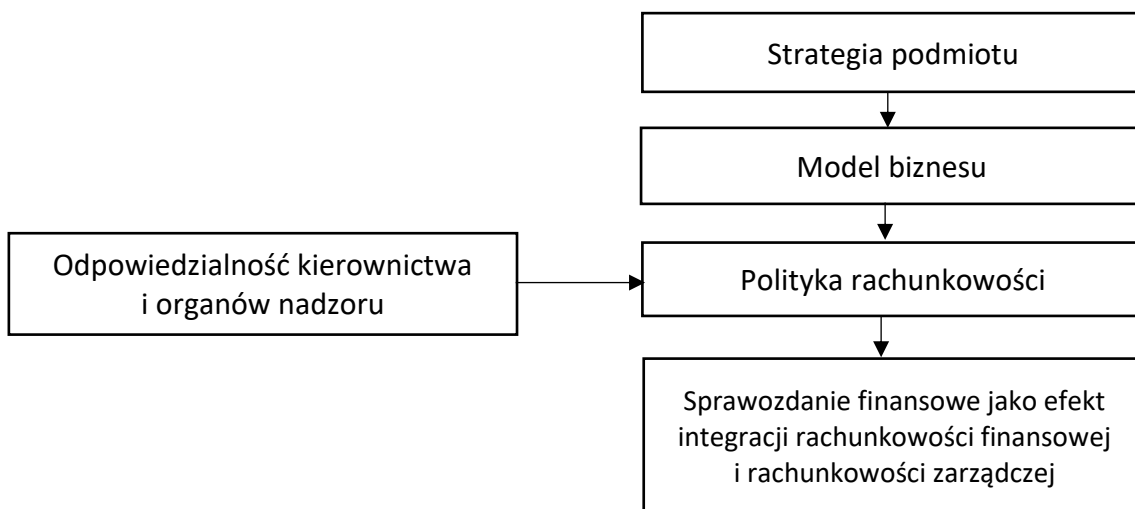 Strategia podmiotu
Model biznesu
Odpowiedzialność kierownictwa
i organów nadzoru
Polityka rachunkowości
Sprawozdanie finansowe jako efekt
integracji rachunkowości finansowej
i rachunkowości zarządczej